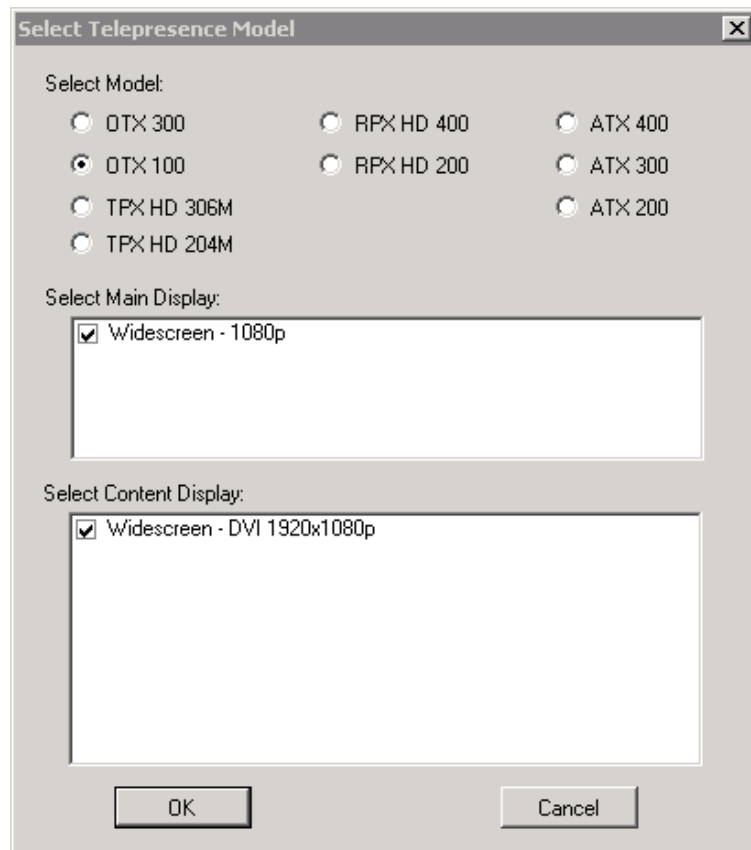 Select Telepresence Model
Select Model:
OTX 300 RPX HD 400 ATX 400
OTX 100 RPX HD 200 ATX 300
TPX HD 306M ATX 200
TPX HD 204M
Select Main Display:
Widescreen - 1080p
Select Content Display:
Widescreen - DVI 1920x1080p
OK Cancel